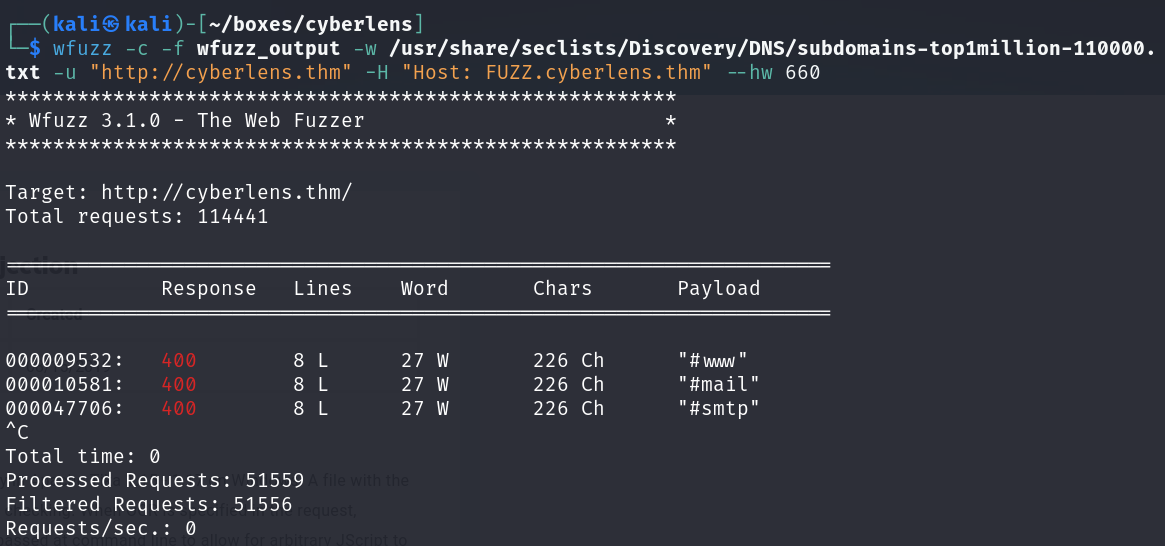 ┌──(kali㉿kali)-[~/boxes/cyberlens]
└─$ wfuzz -c -f wfuzz_output -w /usr/share/seclists/Discovery/DNS/subdomains-top1million-110000.
txt -u "http://cyberlens.thm" -H "Host: FUZZ.cyberlens.thm" --hw 660
********************************************************
* Wfuzz 3.1.0 - The Web Fuzzer                         *
********************************************************
Target: http://cyberlens.thm/
Total requests: 114441
=====================================================================
ID           Response   Lines    Word       Chars       Payload
=====================================================================
000009532:   400        8 L      27 W       226 Ch      "#www"
000010581:   400        8 L      27 W       226 Ch      "#mail"
000047706:   400        8 L      27 W       226 Ch      "#smtp"
^C
Total time: 0
Processed Requests: 51559
Filtered Requests: 51556
Requests/sec.: 0